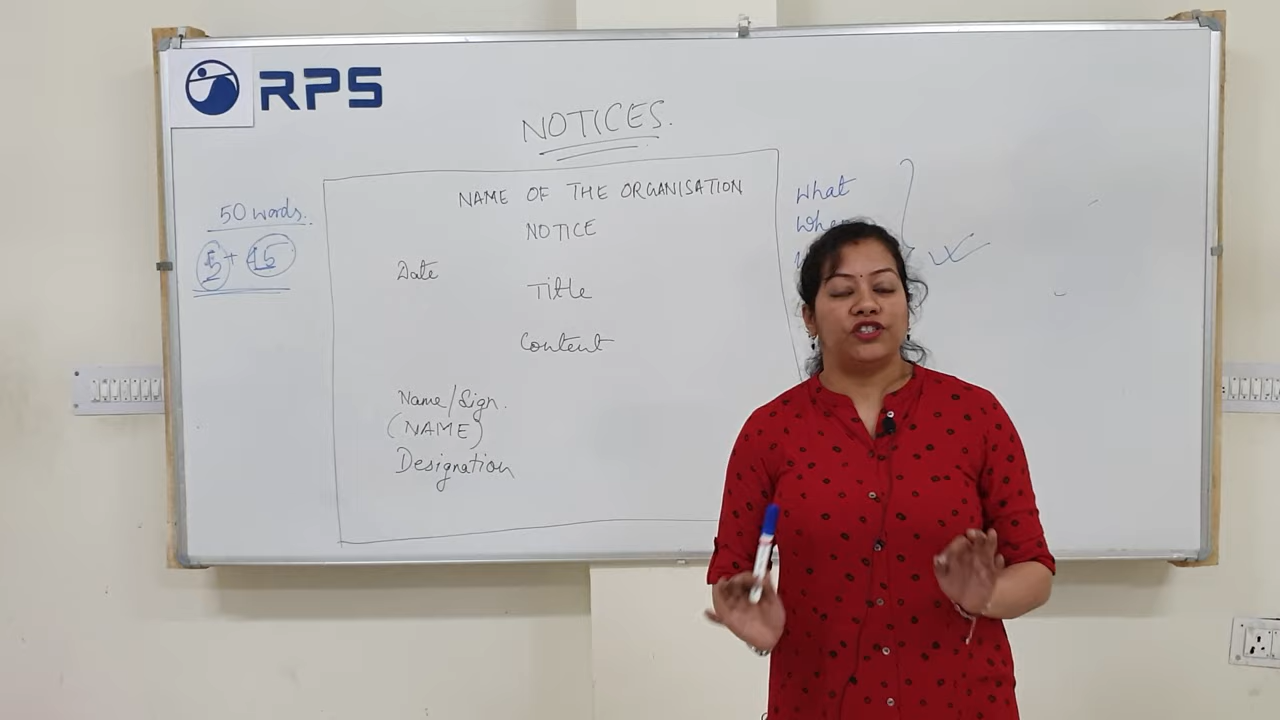 RPS
NOTICES.
50 words.
5 + 45
NAME OF THE ORGANISATION
NOTICE
Date
Title
Content
Name/Sign.
(NAME)
Designation
what